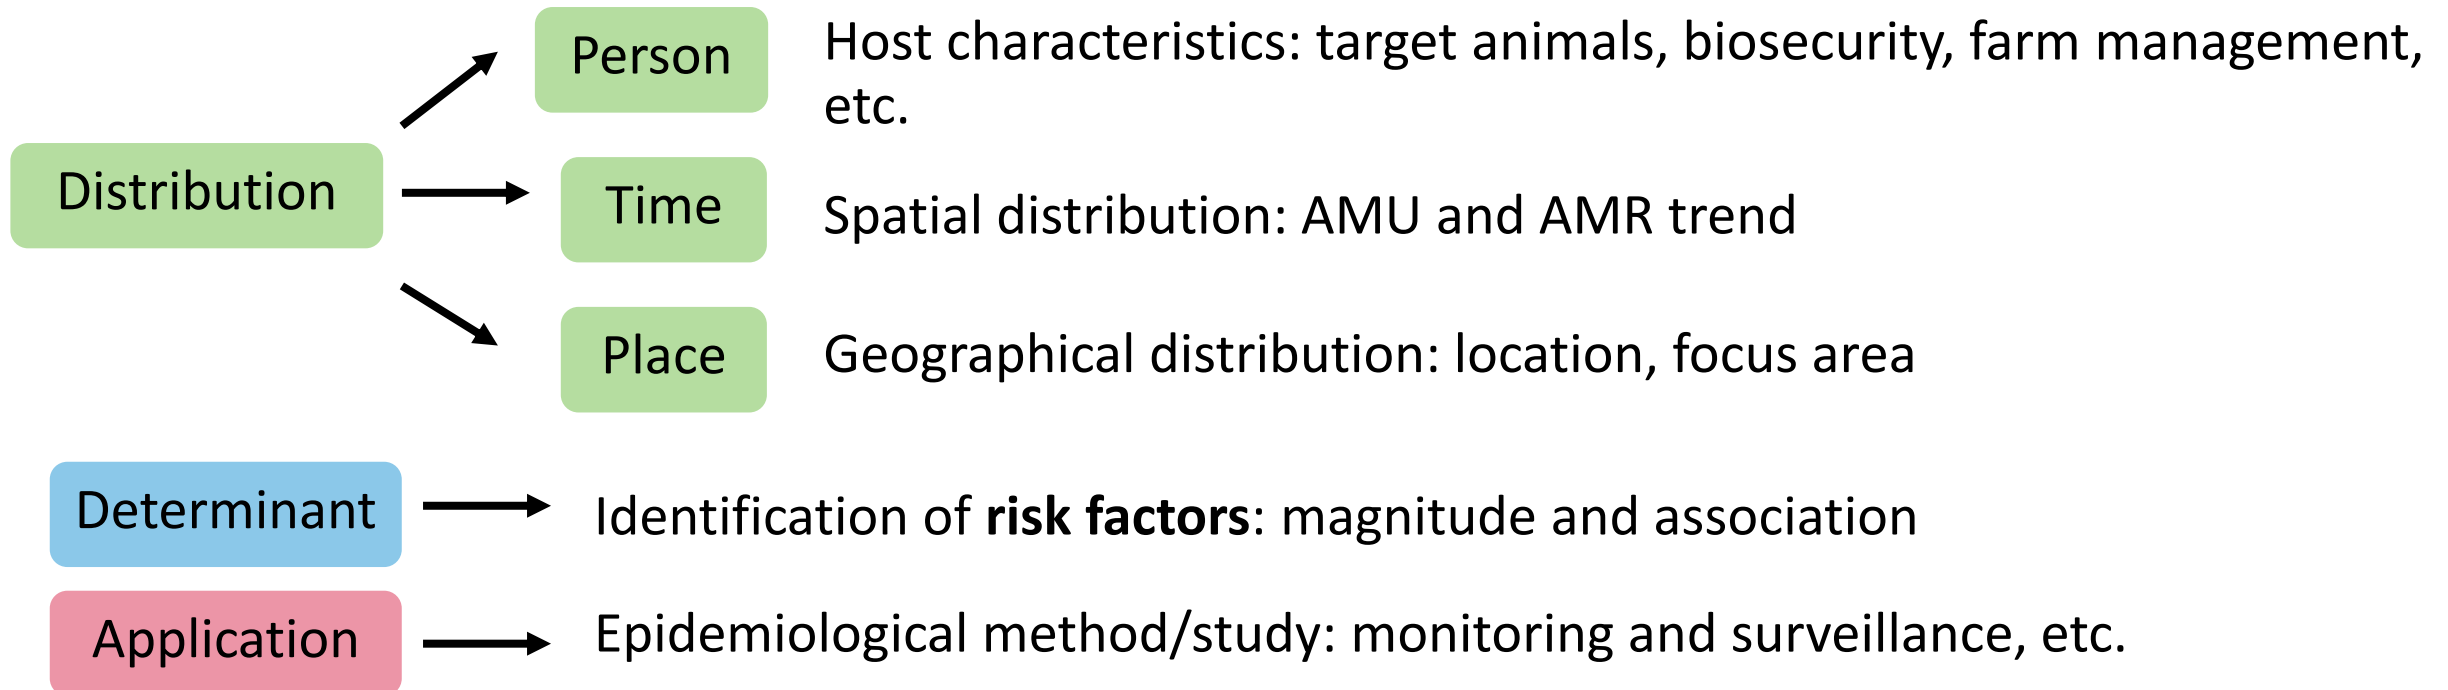 Person
Host characteristics: target animals, biosecurity, farm management,
etc.
Distribution
Time
Spatial distribution: AMU and AMR trend
Place
Geographical distribution: location, focus area
Determinant
Identification of risk factors: magnitude and association
Application
Epidemiological method/study: monitoring and surveillance, etc.